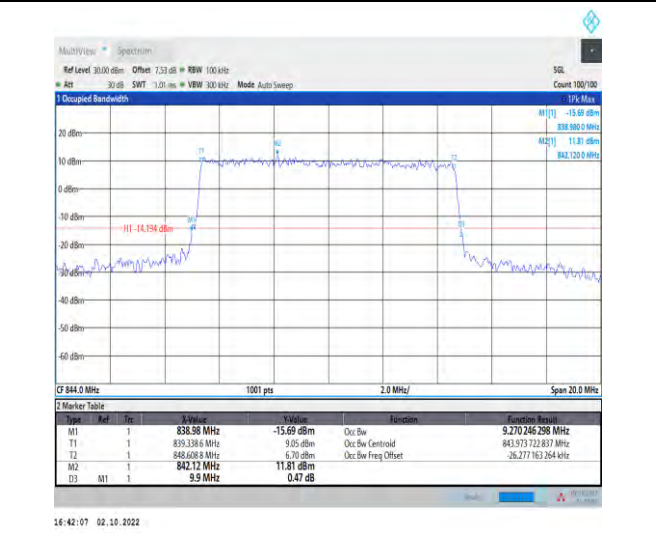 MultiView Spectrum
Ref Level 30.00 dBm Offset 7.53 dB RBW 100 kHz SGL
Att 30 dB SWT 1.01 ms VBW 300 kHz Mode Auto Sweep Count 100/100
1 Occupied Bandwidth 1Pk Max
M1[1] -15.69 dBm
838.980 0 MHz
M2[1] 11.81 dBm
842.120 0 MHz
20 dBm
M2
T1 T2
10 dBm
0 dBm
-10 dBm
M1 D3
H1 -14.194 dBm
-20 dBm
-30 dBm
-40 dBm
-50 dBm
-60 dBm
CF 844.0 MHz 1001 pts 2.0 MHz/ Span 20.0 MHz
2 Marker Table
Type Ref Trc X-Value Y-Value Function Function Result
M1 1 838.98 MHz -15.69 dBm Occ Bw 9.270 246 298 MHz
T1 1 839.338 6 MHz 9.05 dBm Occ Bw Centroid 843.973 722 837 MHz
T2 1 848.608 8 MHz 6.70 dBm Occ Bw Freq Offset -26.277 163 264 kHz
M2 1 842.12 MHz 11.81 dBm
D3 M1 1 9.9 MHz 0.47 dB
16:42:07 02.10.2022